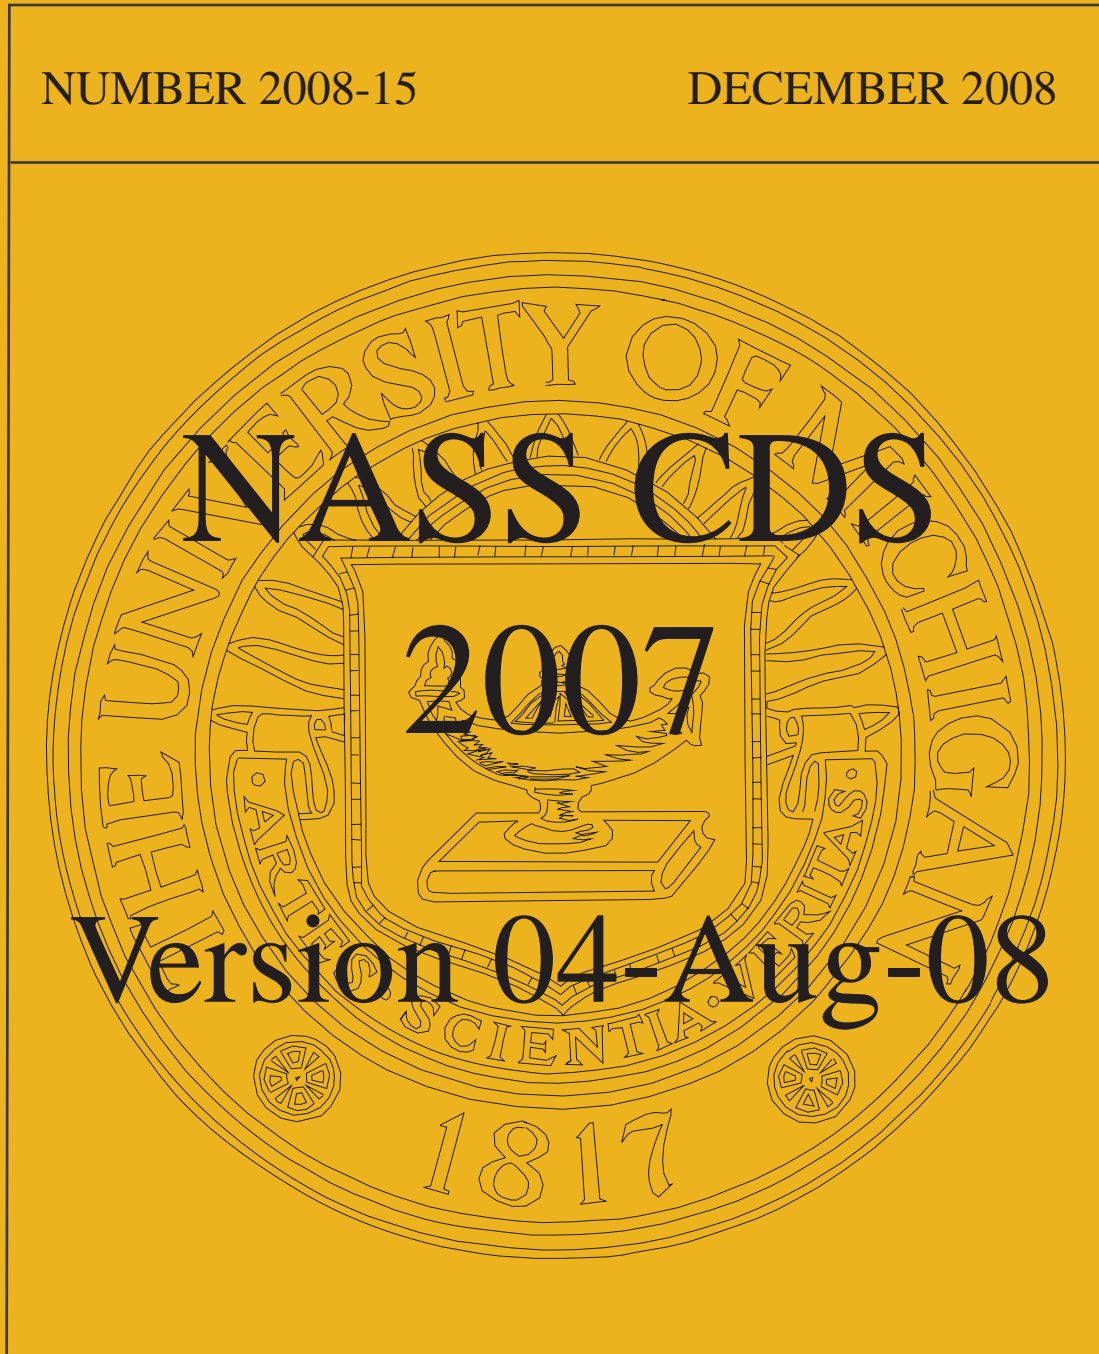 NUMBER 2008-15
DECEMBER 2008
THE UNIVERSITY OF MICHIGAN
NASS CDS
2007
Version 04-Aug-08
ARTES · SCIENTIA · VERITAS ·
1817